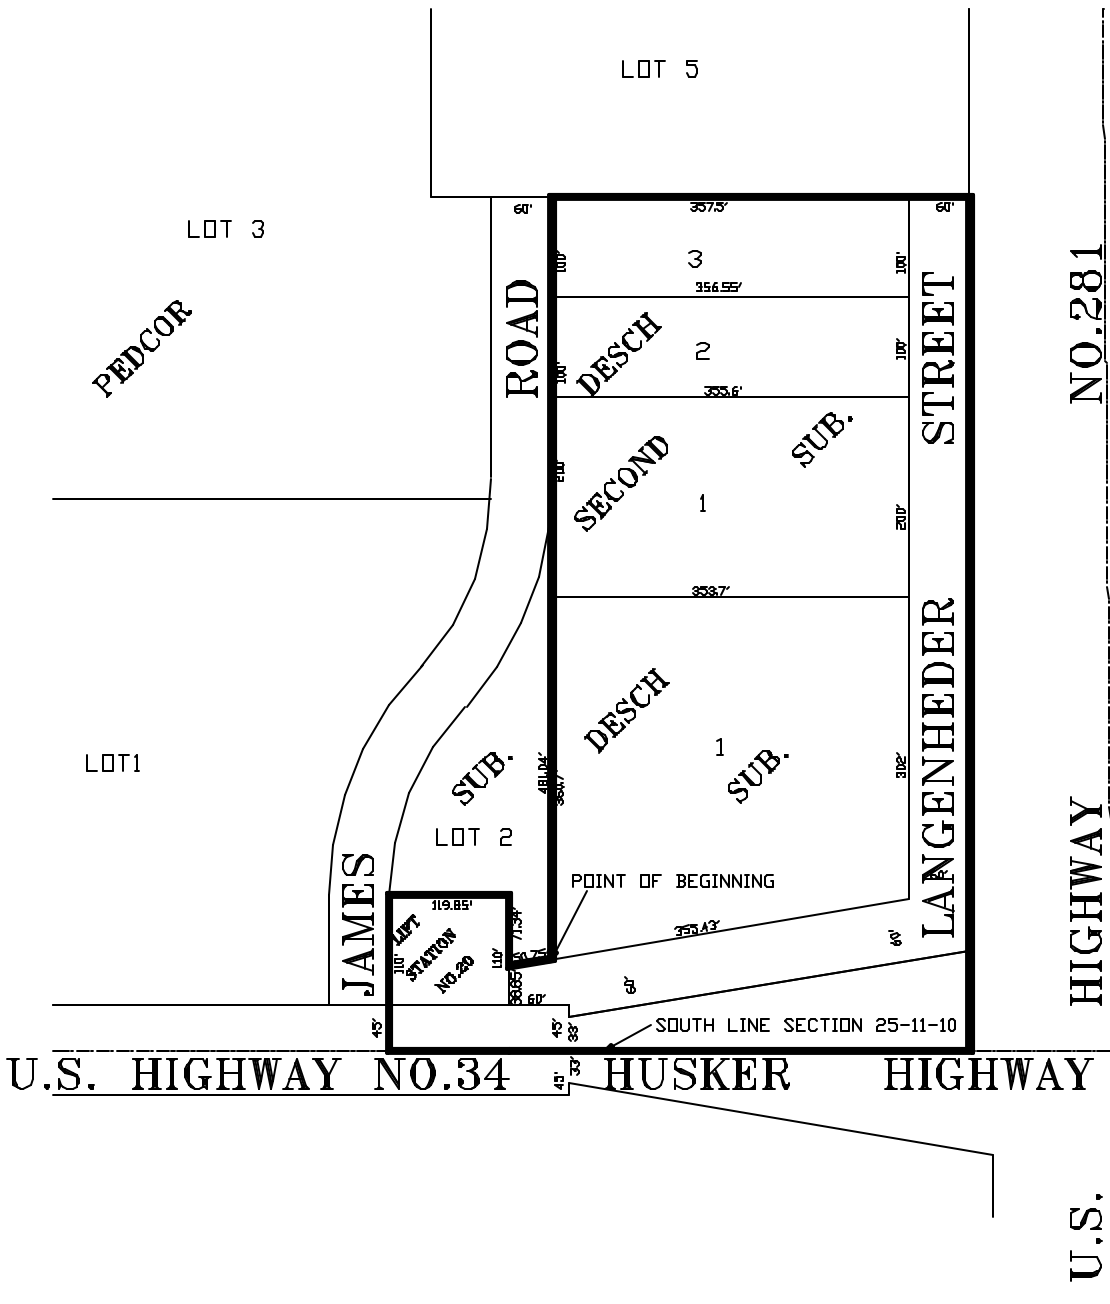 LOT 5
60'
357.5'
60'
LOT 3
100'
3
100'
356.55'
PEDCOR
ROAD
DESCH
2
100'
100'
355.6'
STREET
NO.281
SECOND
SUB.
200'
1
200'
353.7'
DESCH
1
SUB.
302'
LANGENHEDER
LOT1
SUB.
481.04'
360.7'
LOT 2
JAMES
POINT OF BEGINNING
119.85'
71.34'
355.43'
60'
LIFT
STATION
NO.20
110'
110'
38.65'
60'
60'
45'
45'
33'
SOUTH LINE SECTION 25-11-10
U.S. HIGHWAY NO.34
HUSKER HIGHWAY
45'
33'
HIGHWAY
U.S.